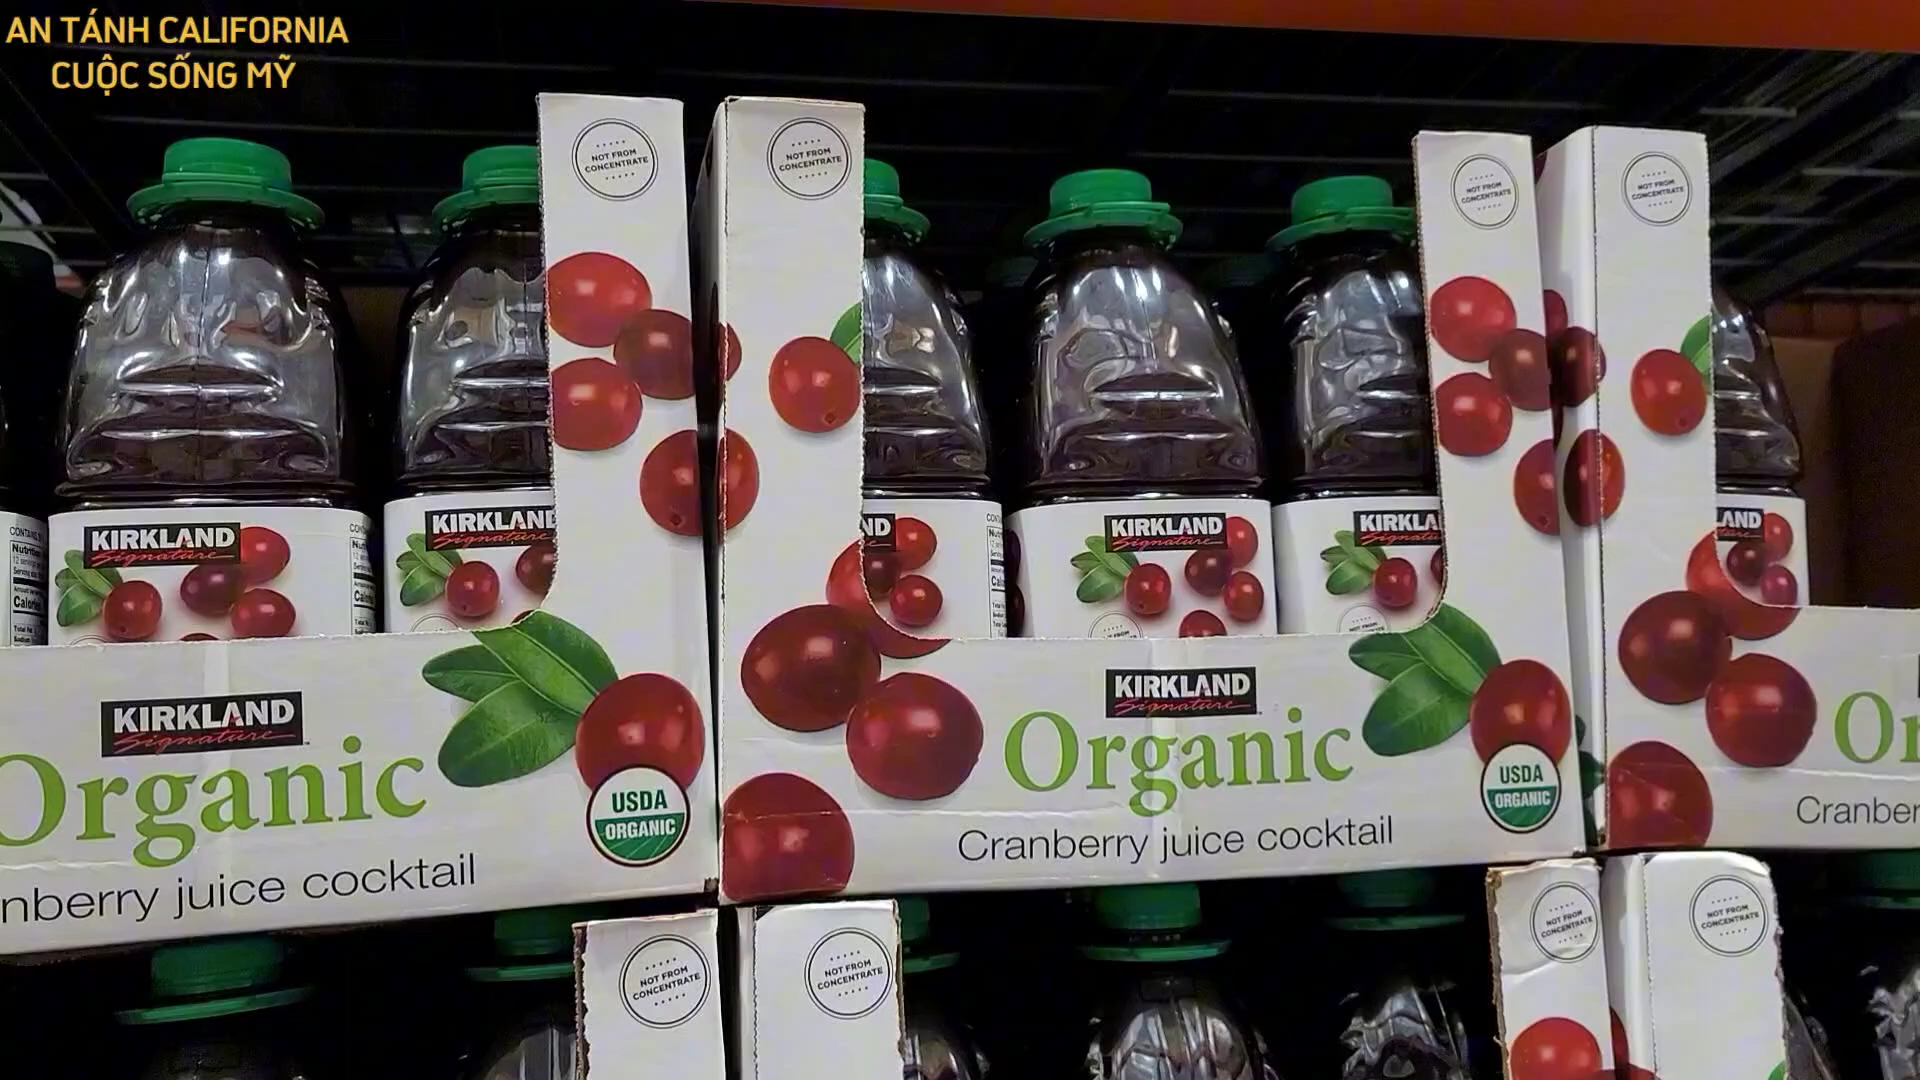 AN TÁNH CALIFORNIA
CUỘC SỐNG MỸ
NOT FROM
CONCENTRATE
NOT FROM
CONCENTRATE
NOT FROM
CONCENTRATE
NOT FROM
CONCENTRATE
KIRKLAND
Signature
KIRKLAND
Signature
KIRKLAND
Signature
KIRKLA
KIRKLAND
Signature
Organic
USDA
ORGANIC
nberry juice cocktail
KIRKLAND
Signature
Organic
USDA
ORGANIC
Cranberry juice cocktail
Or
Cranber
NOT FROM
CONCENTRATE
NOT FROM
CONCENTRATE
NOT FROM
CONCENTRATE
NOT FROM
CONCENTRATE